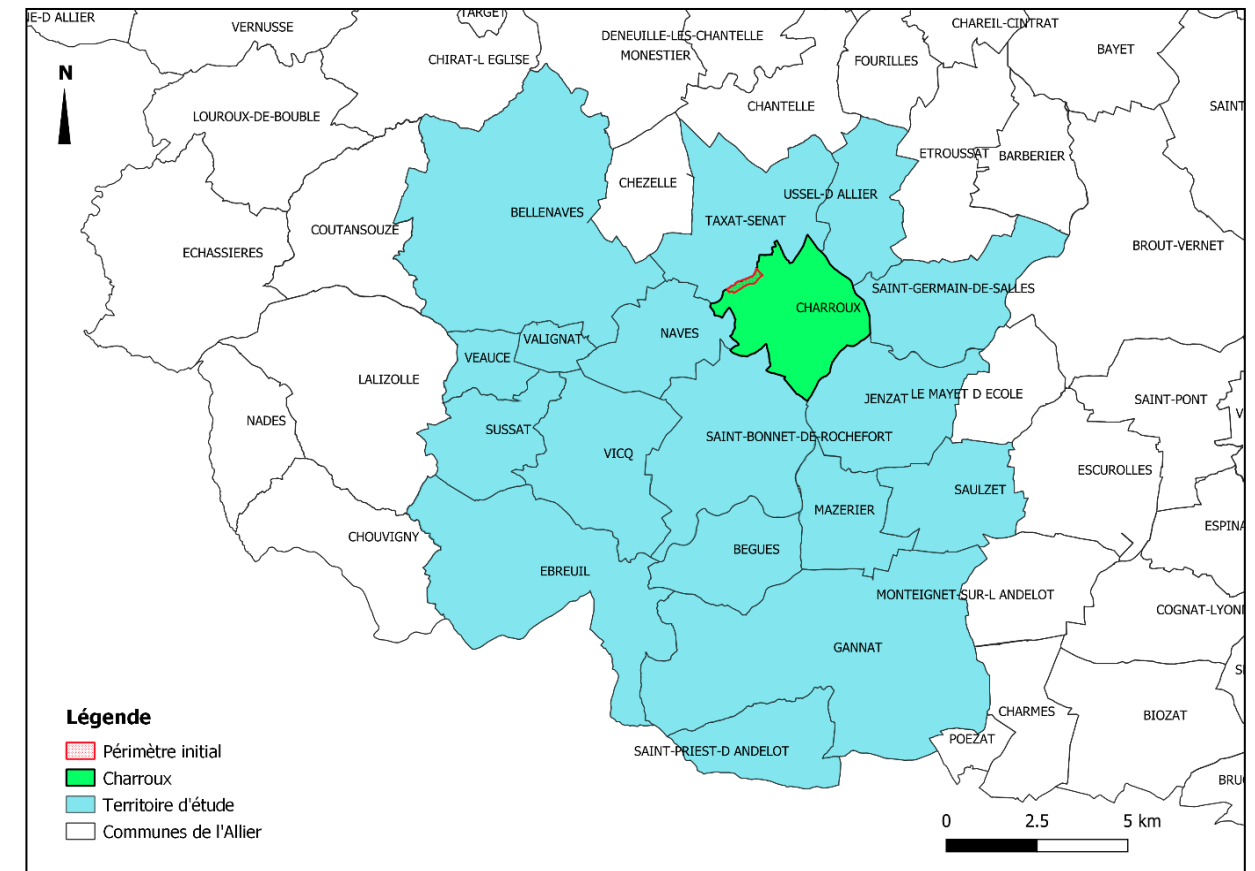 NE-D ALLIER
VERNUSSE
TARGET
DENEUILLE-LES-CHANTELLE
CHAREIL-CINTRAT
BAYET
MONESTIER
CHIRAT-L EGLISE
FOURILLES
N
CHANTELLE
SAINT
LOUROUX-DE-BOUBLE
ETROUSSAT
BARBERIER
CHEZELLE
USSEL-D ALLIER
BELLENAVES
TAXAT-SENAT
COUTANSOUZE
BROUT-VERNET
ECHASSIERES
SAINT-GERMAIN-DE-SALLES
CHARROUX
NAVES
VALIGNAT
VEAUCE
LALIZOLLE
JENZAT
LE MAYET D ECOLE
SAINT-PONT
V
NADES
SUSSAT
SAINT-BONNET-DE-ROCHEFORT
VICQ
ESCUROLLES
SAULZET
MAZERIER
ESPINA
CHOUVIGNY
BEGUES
EBREUIL
MONTEIGNET-SUR-L ANDELOT
COGNAT-LYONN
GANNAT
S
CHARMES
BIOZAT
Légende
POEZAT
SAINT-PRIEST-D ANDELOT
Périmètre initial
Charroux
BRUG
Territoire d'étude
Communes de l'Allier
0 2.5 5 km